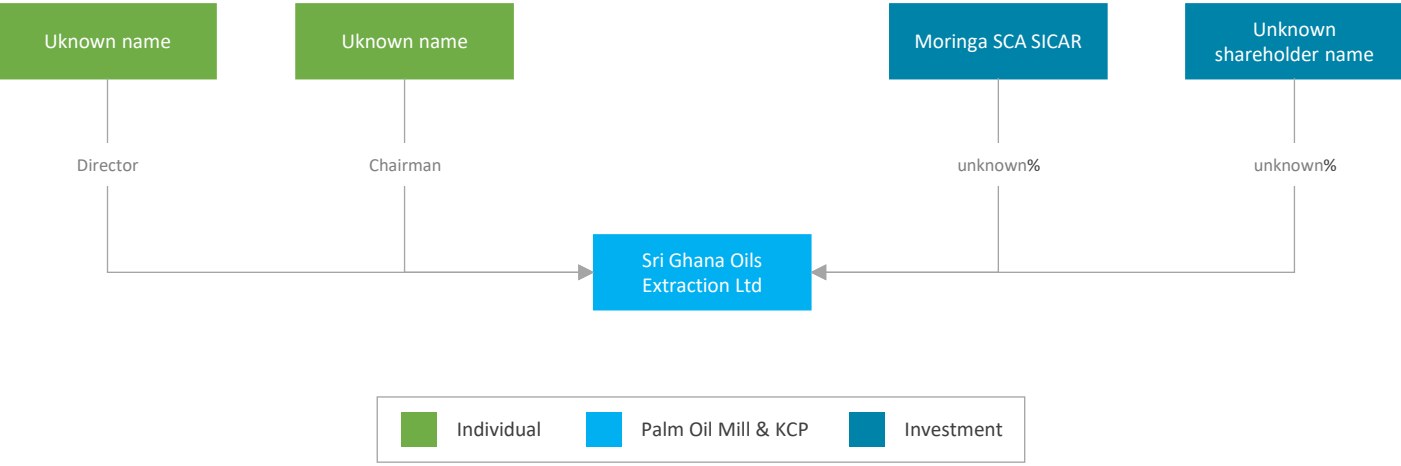 Uknown name
Uknown name
Moringa SCA SICAR
Unknown
shareholder name
Director
Chairman
unknown%
unknown%
Sri Ghana Oils
Extraction Ltd
Individual
Palm Oil Mill & KCP
Investment